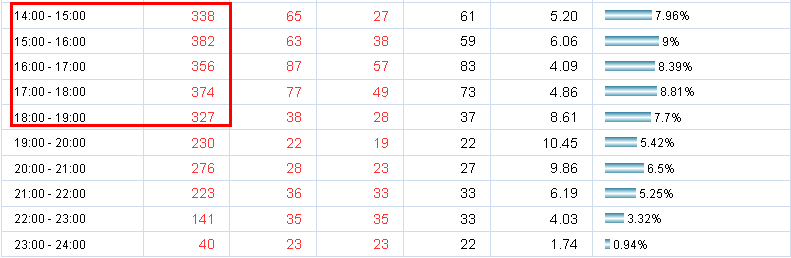 14:00 - 15:00 338 65 27 61 5.20 7.96%
15:00 - 16:00 382 63 38 59 6.06 9%
16:00 - 17:00 356 87 57 83 4.09 8.39%
17:00 - 18:00 374 77 49 73 4.86 8.81%
18:00 - 19:00 327 38 28 37 8.61 7.7%
19:00 - 20:00 230 22 19 22 10.45 5.42%
20:00 - 21:00 276 28 23 27 9.86 6.5%
21:00 - 22:00 223 36 33 33 6.19 5.25%
22:00 - 23:00 141 35 35 33 4.03 3.32%
23:00 - 24:00 40 23 23 22 1.74 0.94%